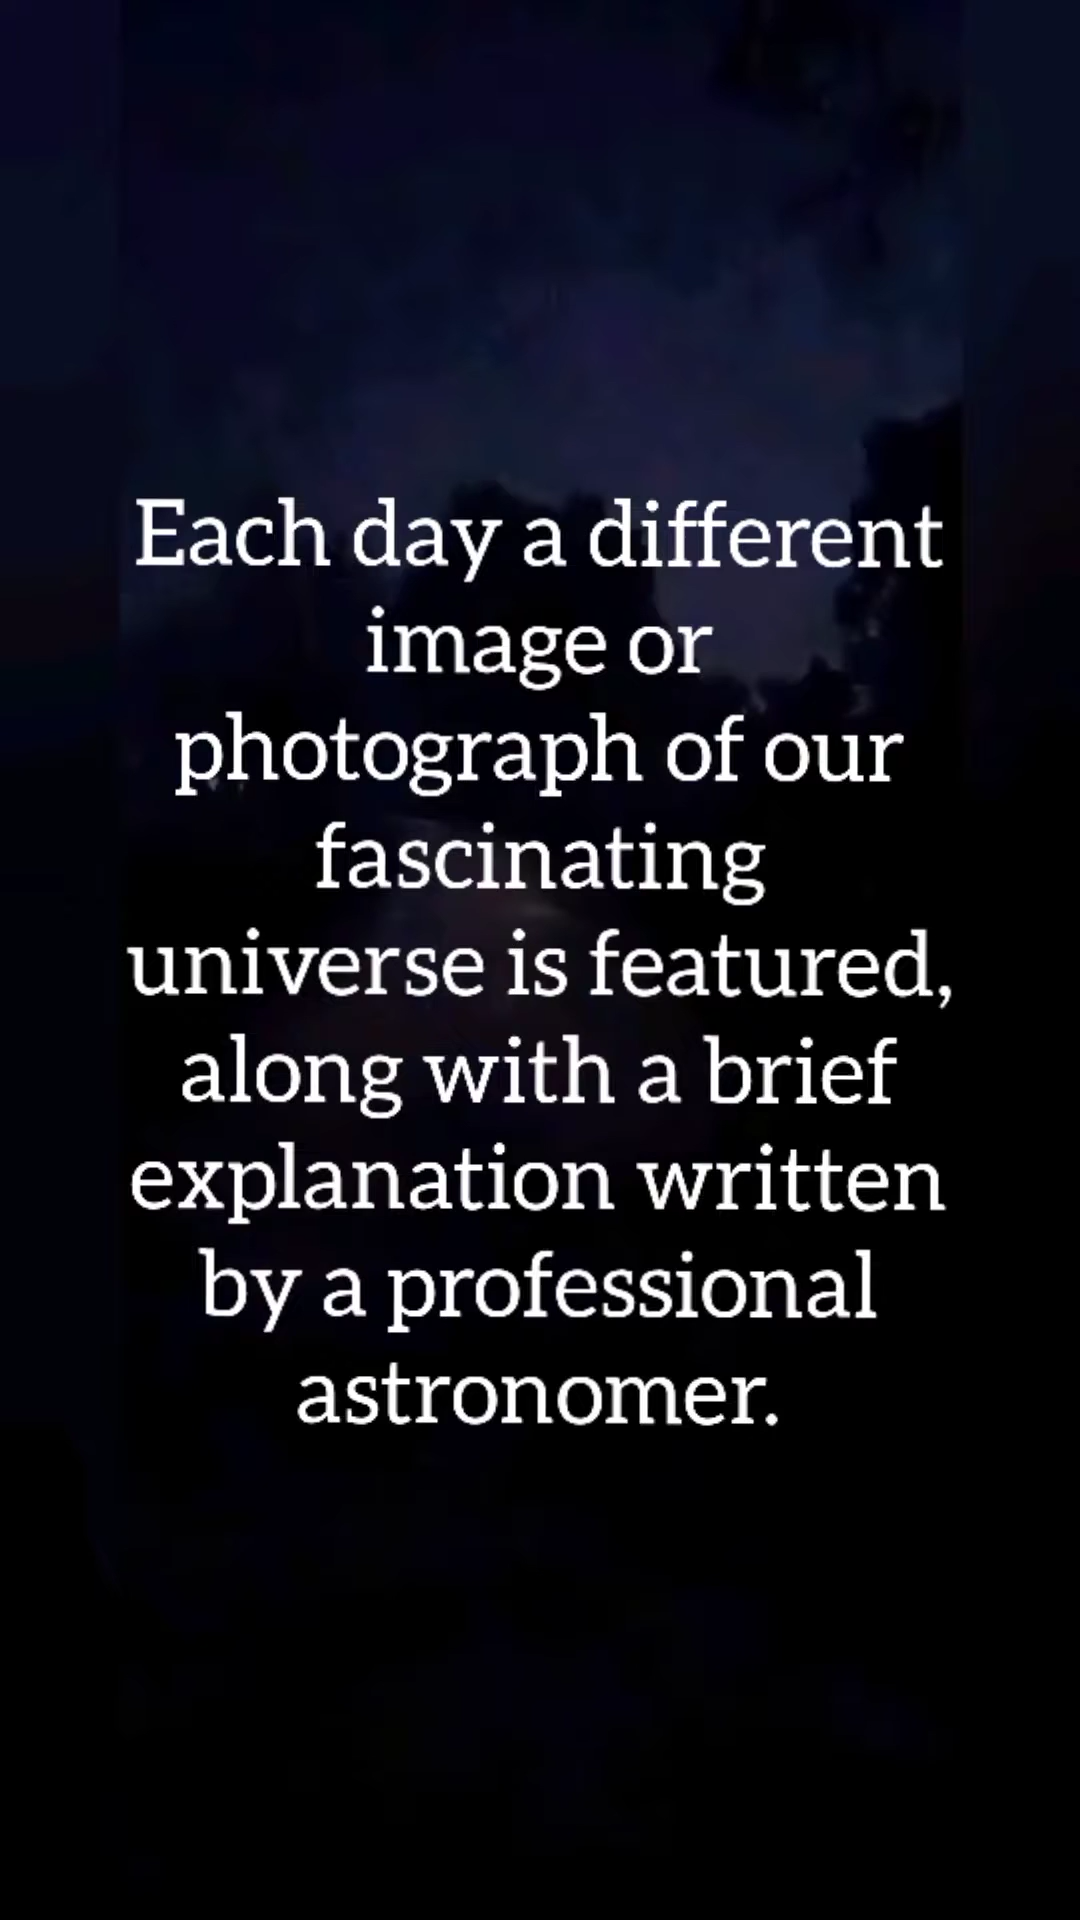 Each day a different
image or
photograph of our
fascinating
universe is featured,
along with a brief
explanation written
by a professional
astronomer.